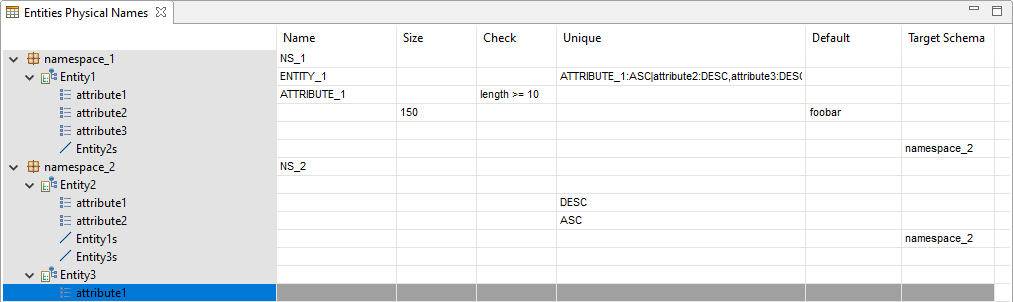 Entities Physical Names
Name Size Check Unique Default Target Schema
namespace_1 NS_1
Entity1 ENTITY_1 ATTRIBUTE_1:ASC|attribute2:DESC,attribute3:DESC
attribute1 ATTRIBUTE_1 length >= 10
attribute2 150 foobar
attribute3
Entity2s namespace_2
namespace_2 NS_2
Entity2
attribute1 DESC
attribute2 ASC
Entity1s namespace_2
Entity3s
Entity3
attribute1